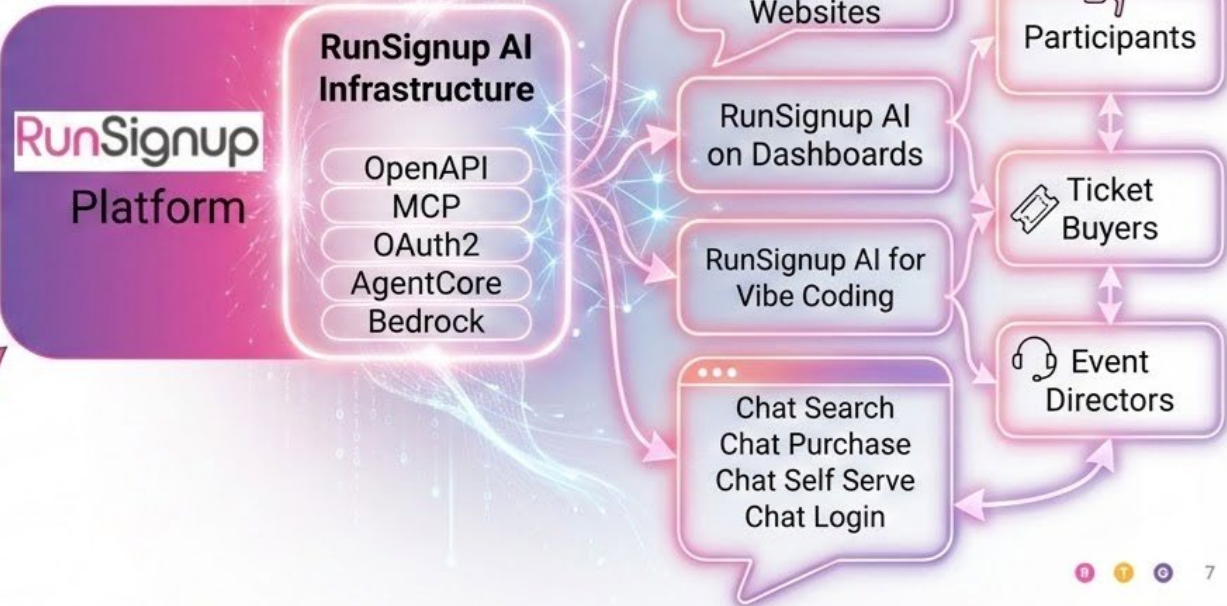 RunSignup
Platform
RunSignup AI
Infrastructure
OpenAPI
MCP
OAuth2
AgentCore
Bedrock
Websites
RunSignup AI
on Dashboards
RunSignup AI for
Vibe Coding
Chat Search
Chat Purchase
Chat Self Serve
Chat Login
Participants
Ticket
Buyers
Event
Directors
R T G 7